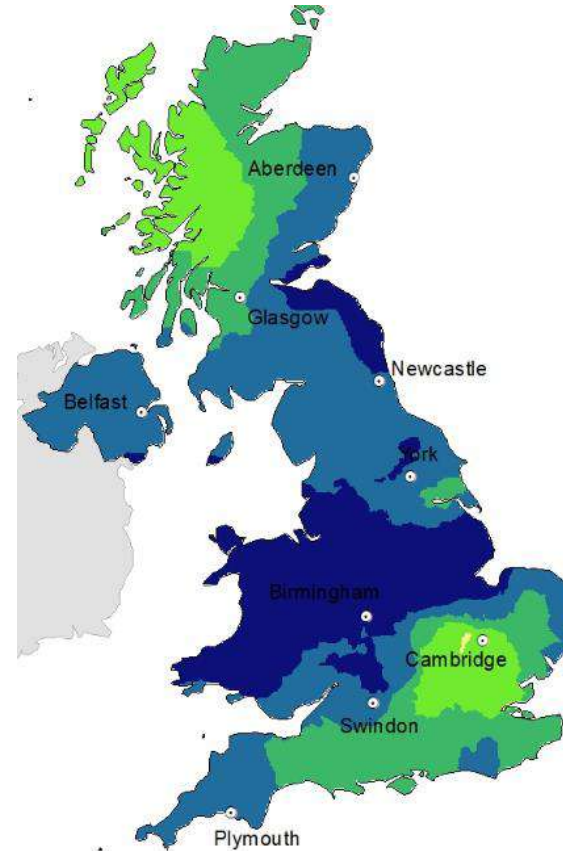 Aberdeen
Glasgow
Newcastle
Belfast
York
Birmingham
Cambridge
Swindon
Plymouth